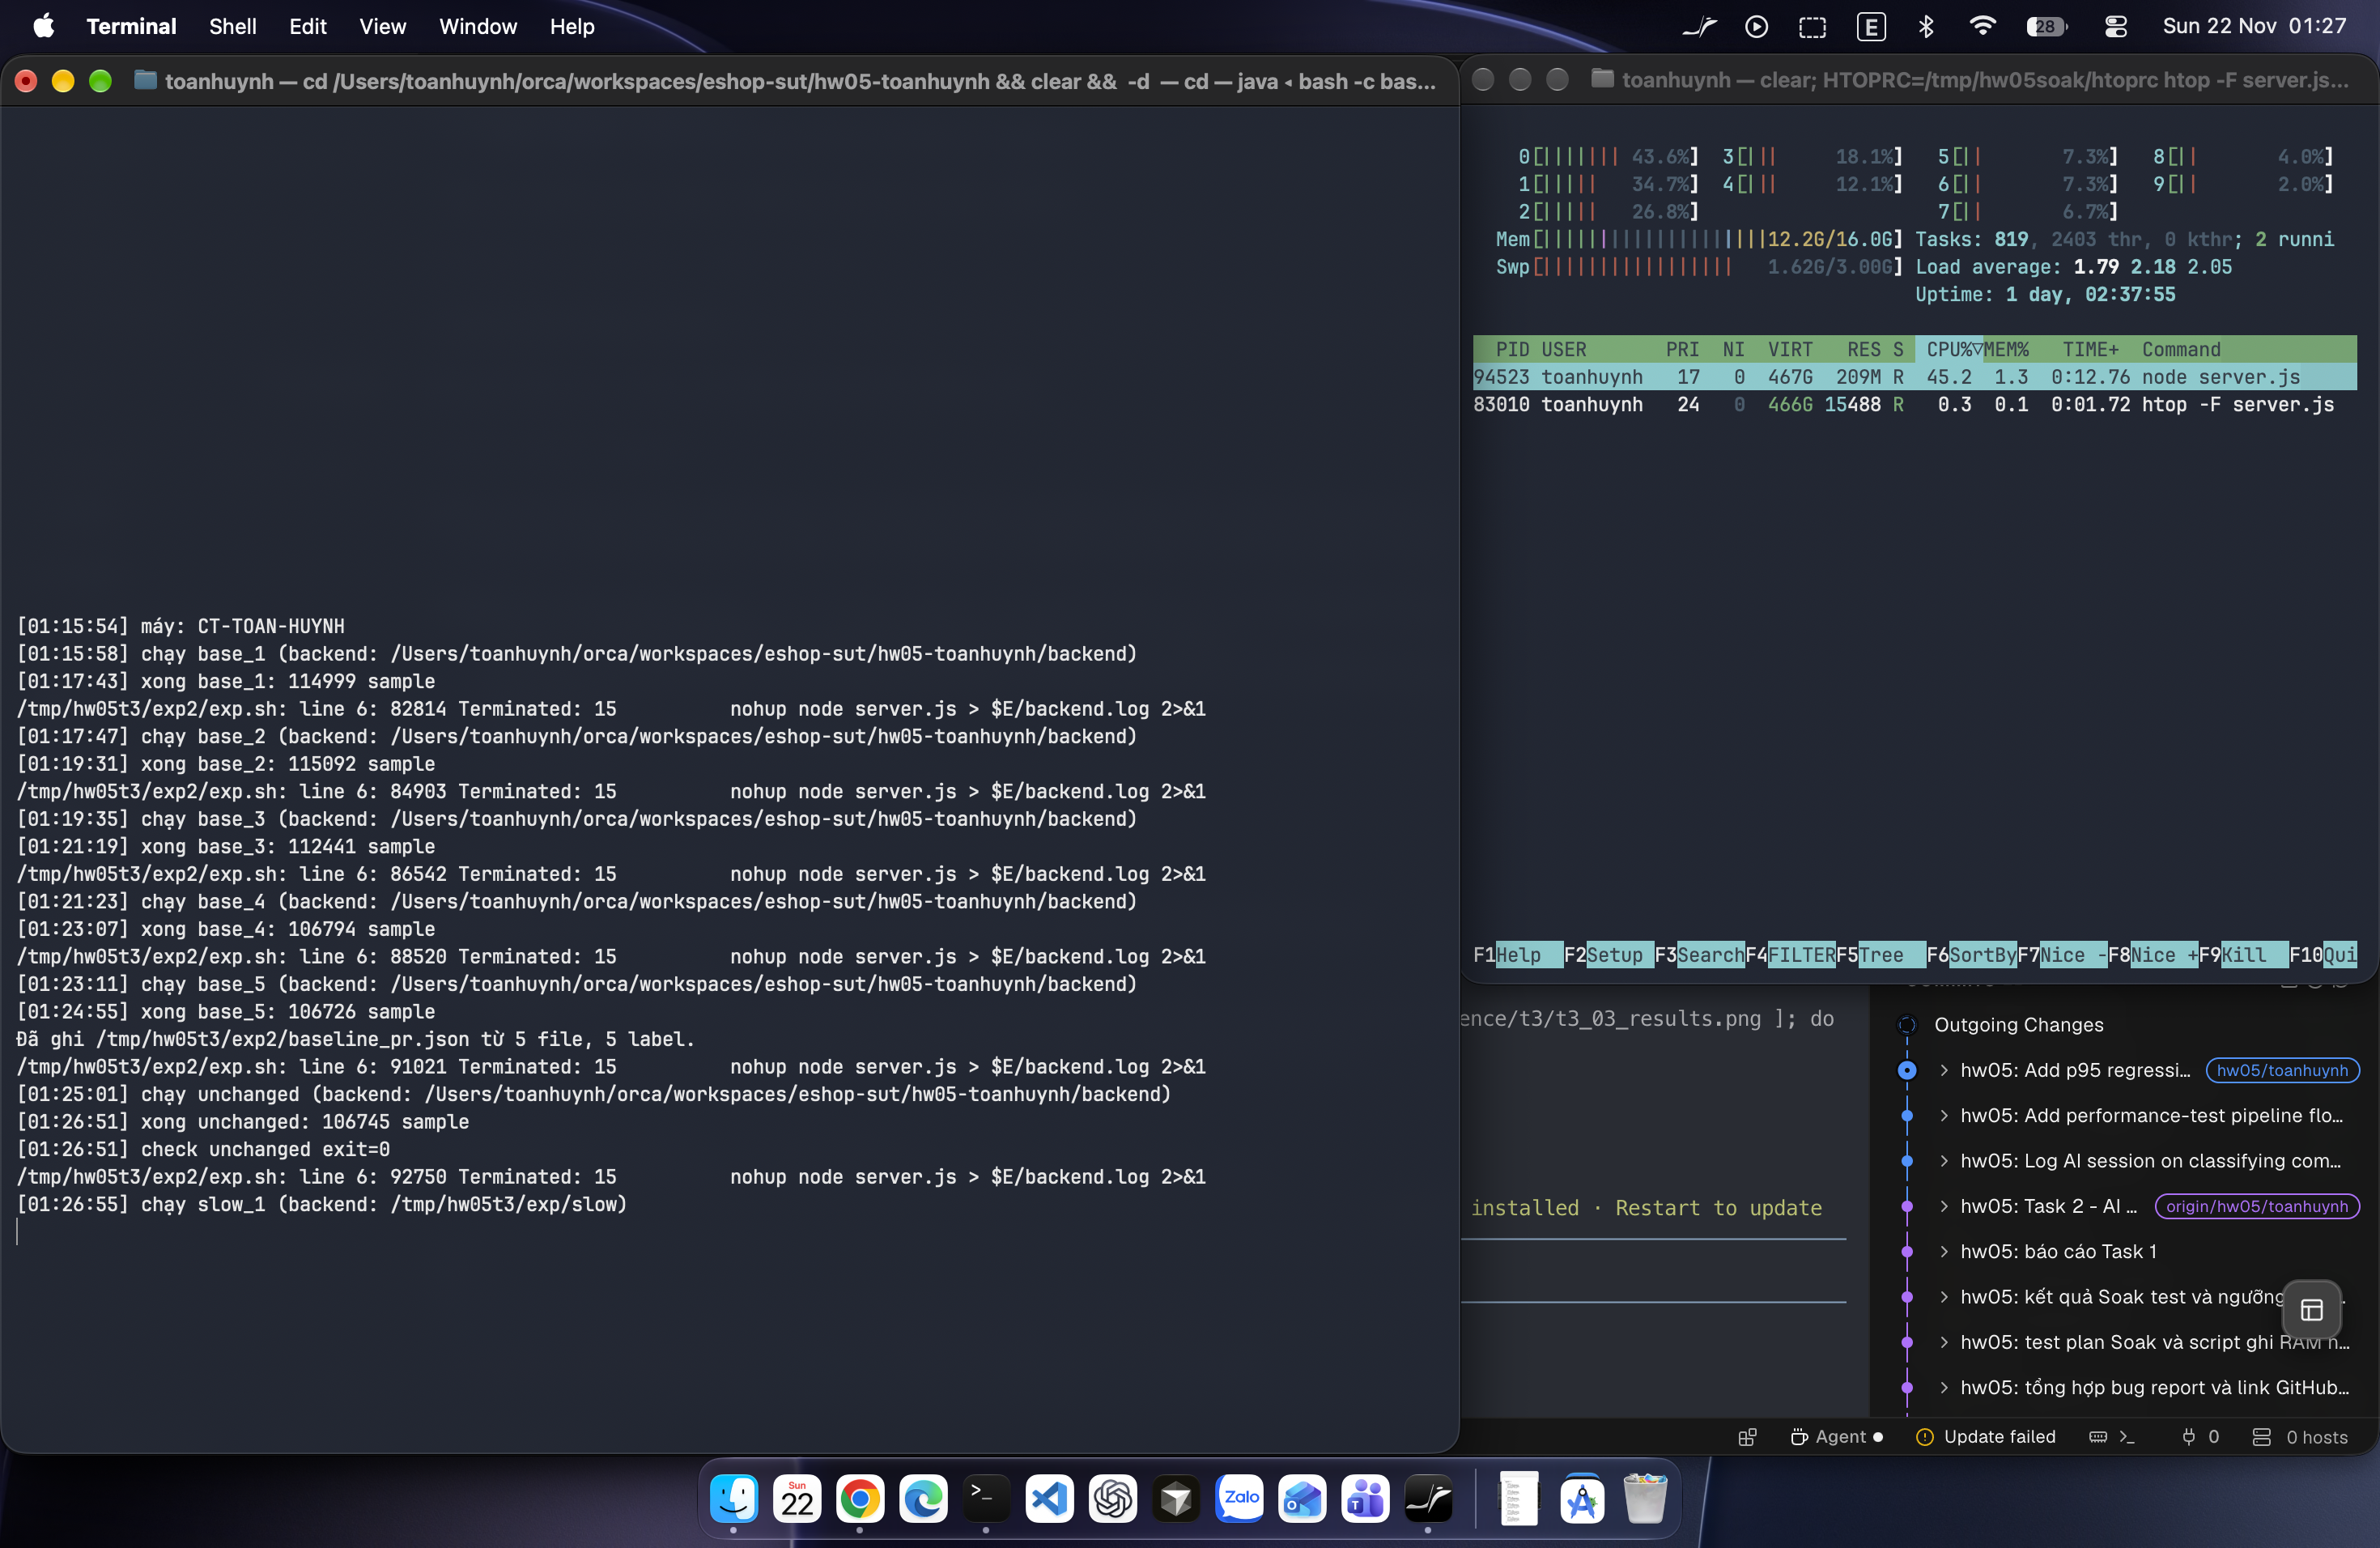 Terminal Shell Edit View Window Help
E 28 Sun 22 Nov 01:27
toanhuynh — cd /Users/toanhuynh/orca/workspaces/eshop-sut/hw05-toanhuynh && clear && -d — cd — java ◂ bash -c bas...
[01:15:54] máy: CT-TOAN-HUYNH
[01:15:58] chạy base_1 (backend: /Users/toanhuynh/orca/workspaces/eshop-sut/hw05-toanhuynh/backend)
[01:17:43] xong base_1: 114999 sample
/tmp/hw05t3/exp2/exp.sh: line 6: 82814 Terminated: 15 nohup node server.js > $E/backend.log 2>&1
[01:17:47] chạy base_2 (backend: /Users/toanhuynh/orca/workspaces/eshop-sut/hw05-toanhuynh/backend)
[01:19:31] xong base_2: 115092 sample
/tmp/hw05t3/exp2/exp.sh: line 6: 84903 Terminated: 15 nohup node server.js > $E/backend.log 2>&1
[01:19:35] chạy base_3 (backend: /Users/toanhuynh/orca/workspaces/eshop-sut/hw05-toanhuynh/backend)
[01:21:19] xong base_3: 112441 sample
/tmp/hw05t3/exp2/exp.sh: line 6: 86542 Terminated: 15 nohup node server.js > $E/backend.log 2>&1
[01:21:23] chạy base_4 (backend: /Users/toanhuynh/orca/workspaces/eshop-sut/hw05-toanhuynh/backend)
[01:23:07] xong base_4: 106794 sample
/tmp/hw05t3/exp2/exp.sh: line 6: 88520 Terminated: 15 nohup node server.js > $E/backend.log 2>&1
[01:23:11] chạy base_5 (backend: /Users/toanhuynh/orca/workspaces/eshop-sut/hw05-toanhuynh/backend)
[01:24:55] xong base_5: 106726 sample
Đã ghi /tmp/hw05t3/exp2/baseline_pr.json từ 5 file, 5 label.
/tmp/hw05t3/exp2/exp.sh: line 6: 91021 Terminated: 15 nohup node server.js > $E/backend.log 2>&1
[01:25:01] chạy unchanged (backend: /Users/toanhuynh/orca/workspaces/eshop-sut/hw05-toanhuynh/backend)
[01:26:51] xong unchanged: 106745 sample
[01:26:51] check unchanged exit=0
/tmp/hw05t3/exp2/exp.sh: line 6: 92750 Terminated: 15 nohup node server.js > $E/backend.log 2>&1
[01:26:55] chạy slow_1 (backend: /tmp/hw05t3/exp/slow)
toanhuynh — clear; HTOPRC=/tmp/hw05soak/htoprc htop -F server.js...
0[||||||| 43.6%] 3[||| 18.1%] 5[|| 7.3%] 8[|| 4.0%]
1[||||| 34.7%] 4[||| 12.1%] 6[|| 7.3%] 9[|| 2.0%]
2[||||| 26.8%] 7[|| 6.7%]
Mem[||||||||||||||||||||12.2G/16.0G] Tasks: 819, 2403 thr, 0 kthr; 2 runni
Swp[||||||||||||||||| 1.62G/3.00G] Load average: 1.79 2.18 2.05
Uptime: 1 day, 02:37:55
PID USER PRI NI VIRT RES S CPU%▽MEM% TIME+ Command
94523 toanhuynh 17 0 467G 209M R 45.2 1.3 0:12.76 node server.js
83010 toanhuynh 24 0 466G 15488 R 0.3 0.1 0:01.72 htop -F server.js
F1Help F2Setup F3SearchF4FILTERF5Tree F6SortByF7Nice -F8Nice +F9Kill F10Qui
ence/t3/t3_03_results.png ]; do
installed · Restart to update
Outgoing Changes
hw05: Add p95 regressi... hw05/toanhuynh
hw05: Add performance-test pipeline flo...
hw05: Log AI session on classifying com...
hw05: Task 2 - AI ... origin/hw05/toanhuynh
hw05: báo cáo Task 1
hw05: kết quả Soak test và ngưỡng
hw05: test plan Soak và script ghi RAM n...
hw05: tổng hợp bug report và link GitHub...
Agent Update failed 0 0 hosts
Sun
22
Zalo